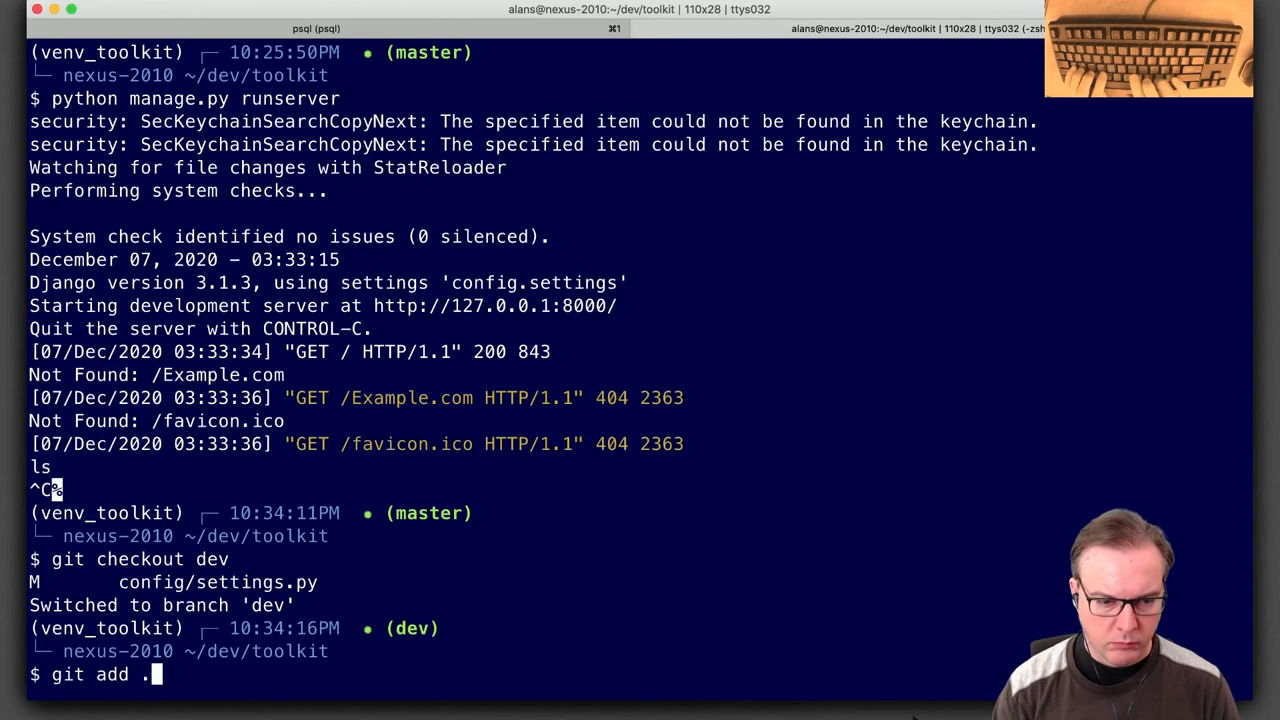 alans@nexus-2010:~/dev/toolkit | 110x28 | ttys032
psql (psql) ⌘1 alans@nexus-2010:~/dev/toolkit | 110x28 | ttys032 (-zsh
(venv_toolkit) ┌─ 10:25:50PM ● (master)
└─ nexus-2010 ~/dev/toolkit
$ python manage.py runserver
security: SecKeychainSearchCopyNext: The specified item could not be found in the keychain.
security: SecKeychainSearchCopyNext: The specified item could not be found in the keychain.
Watching for file changes with StatReloader
Performing system checks...
System check identified no issues (0 silenced).
December 07, 2020 - 03:33:15
Django version 3.1.3, using settings 'config.settings'
Starting development server at http://127.0.0.1:8000/
Quit the server with CONTROL-C.
[07/Dec/2020 03:33:34] "GET / HTTP/1.1" 200 843
Not Found: /Example.com
[07/Dec/2020 03:33:36] "GET /Example.com HTTP/1.1" 404 2363
Not Found: /favicon.ico
[07/Dec/2020 03:33:36] "GET /favicon.ico HTTP/1.1" 404 2363
ls
^C%
(venv_toolkit) ┌─ 10:34:11PM ● (master)
└─ nexus-2010 ~/dev/toolkit
$ git checkout dev
M config/settings.py
Switched to branch 'dev'
(venv_toolkit) ┌─ 10:34:16PM ● (dev)
└─ nexus-2010 ~/dev/toolkit
$ git add .